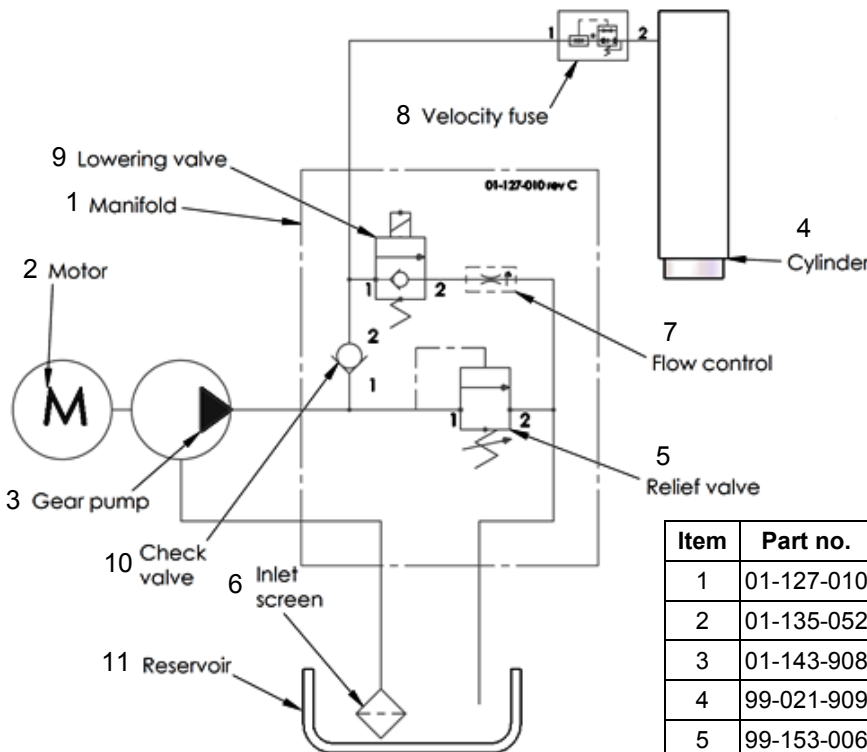 1 2
8 Velocity fuse
9 Lowering valve
01-127-010 rev C
1 Manifold
4
Cylinder
2 Motor
1 2
7
Flow control
2
1
M
1 2
5
Relief valve
3 Gear pump
10 Check
valve
6 Inlet
screen
11 Reservoir
Item Part no.
1 01-127-010
2 01-135-052
3 01-143-908
4 99-021-909
5 99-153-006